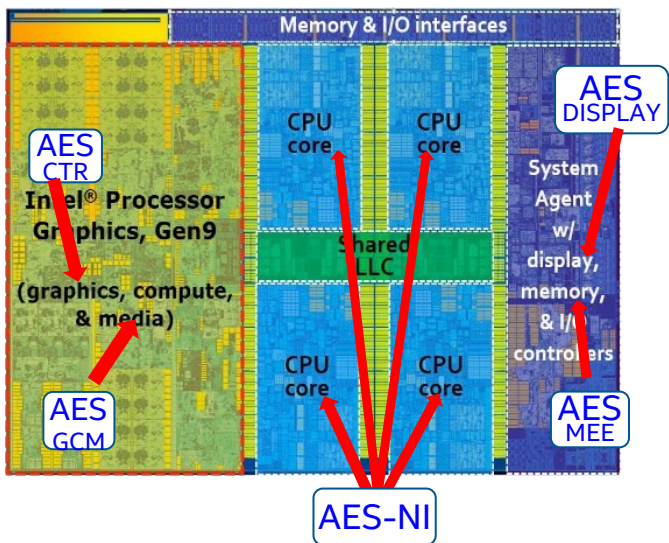 Memory & I/O interfaces
AES
CTR
Intel® Processor
Graphics, Gen9
(graphics, compute,
& media)
AES
GCM
CPU
core
CPU
core
Shared
LLC
CPU
core
CPU
core
AES
DISPLAY
System
Agent
w/
display,
memory,
& I/O
controllers
AES
MEE
AES-NI